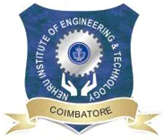 NEHRU INSTITUTE OF ENGINEERING & TECHNOLOGY
COIMBATORE